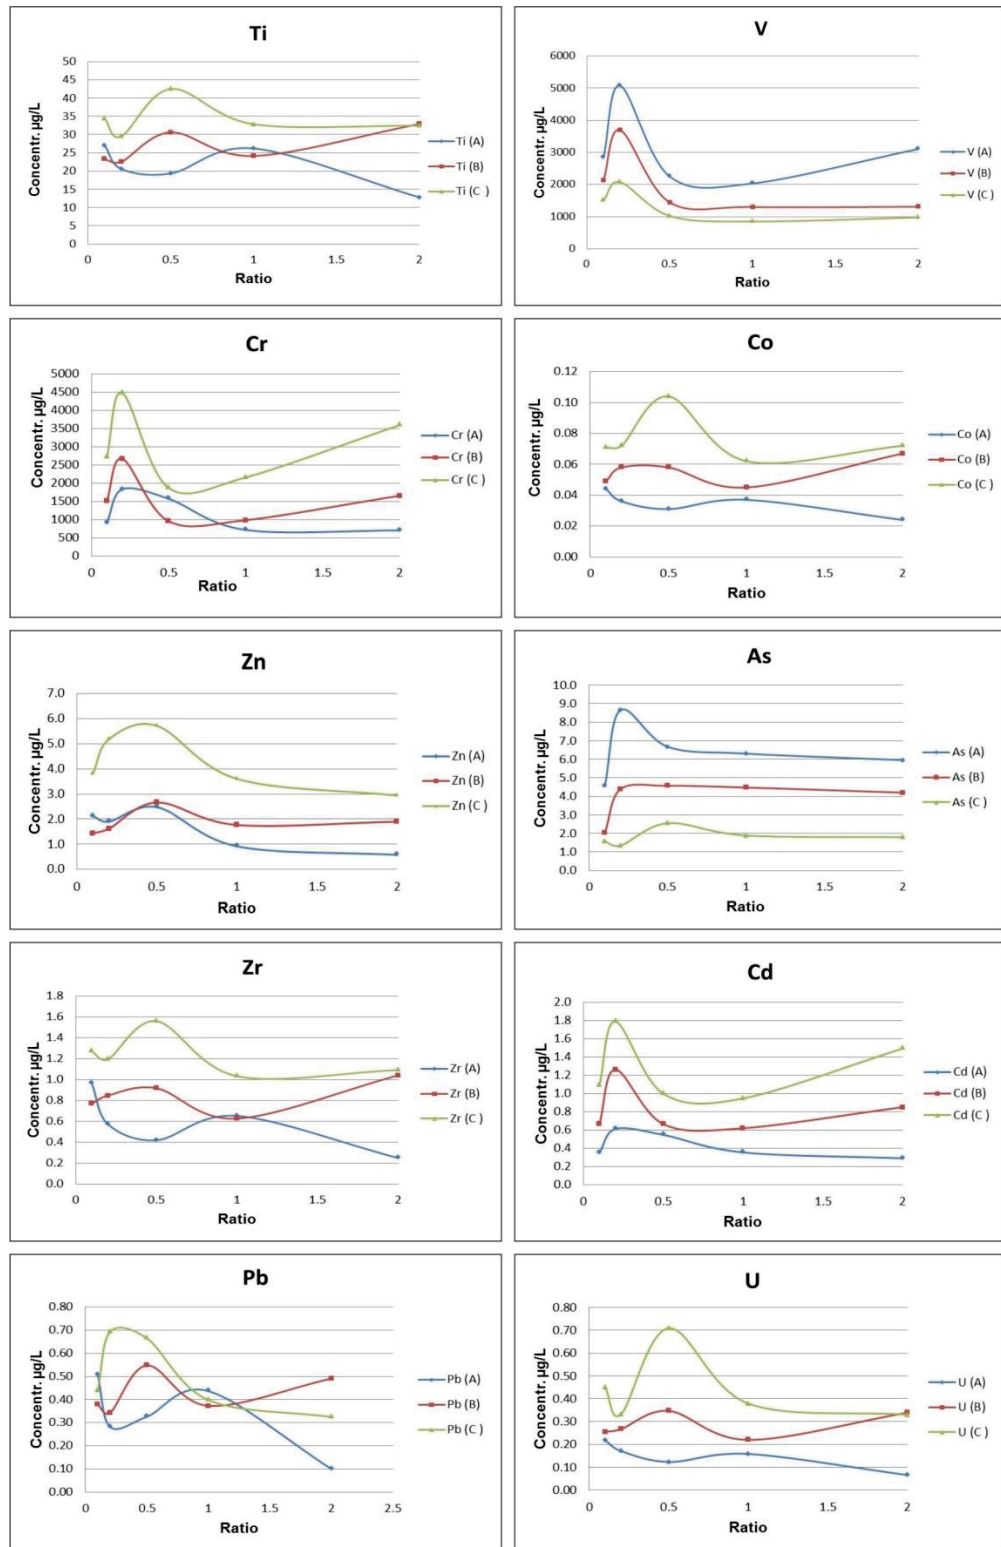 Ti
Concentr. µg/L
50
45
40
35
30
25
20
15
10
5
0
0
0.5
1
1.5
2
Ratio
Ti (A)
Ti (B)
Ti (C )
V
Concentr. µg/L
6000
5000
4000
3000
2000
1000
0
0
0.5
1
1.5
2
Ratio
V (A)
V (B)
V (C )
Cr
Concentr. µg/L
5000
4500
4000
3500
3000
2500
2000
1500
1000
500
0
0
0.5
1
1.5
2
Ratio
Cr (A)
Cr (B)
Cr (C )
Co
Concentr. µg/L
0.12
0.10
0.08
0.06
0.04
0.02
0.00
0
0.5
1
1.5
2
Ratio
Co (A)
Co (B)
Co (C )
Zn
Concentr. µg/L
7.0
6.0
5.0
4.0
3.0
2.0
1.0
0.0
0
0.5
1
1.5
2
Ratio
Zn (A)
Zn (B)
Zn (C )
As
Concentr. µg/L
10.0
9.0
8.0
7.0
6.0
5.0
4.0
3.0
2.0
1.0
0.0
0
0.5
1
1.5
2
Ratio
As (A)
As (B)
As (C )
Zr
Concentr. µg/L
1.8
1.6
1.4
1.2
1.0
0.8
0.6
0.4
0.2
0.0
0
0.5
1
1.5
2
Ratio
Zr (A)
Zr (B)
Zr (C )
Cd
Concentr. µg/L
2.0
1.8
1.6
1.4
1.2
1.0
0.8
0.6
0.4
0.2
0.0
0
0.5
1
1.5
2
Ratio
Cd (A)
Cd (B)
Cd (C )
Pb
Concentr. µg/L
0.80
0.70
0.60
0.50
0.40
0.30
0.20
0.10
0.00
0
0.5
1
1.5
2
2.5
Ratio
Pb (A)
Pb (B)
Pb (C )
U
Concentr. µg/L
0.80
0.70
0.60
0.50
0.40
0.30
0.20
0.10
0.00
0
0.5
1
1.5
2
Ratio
U (A)
U (B)
U (C )